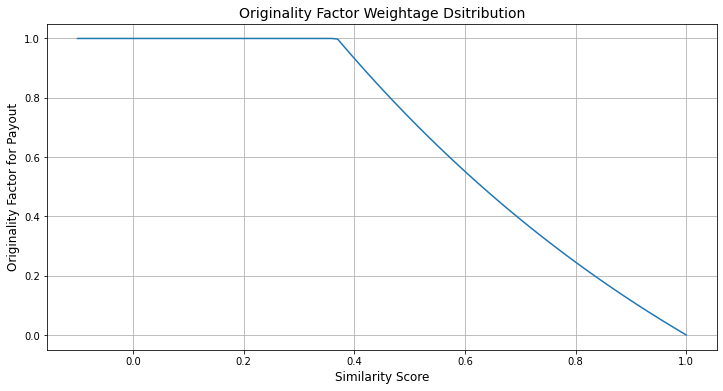 Originality Factor Weightage Dsitribution
1.0
0.8
0.6
0.4
0.2
0.0
Originality Factor for Payout
0.0 0.2 0.4 0.6 0.8 1.0
Similarity Score